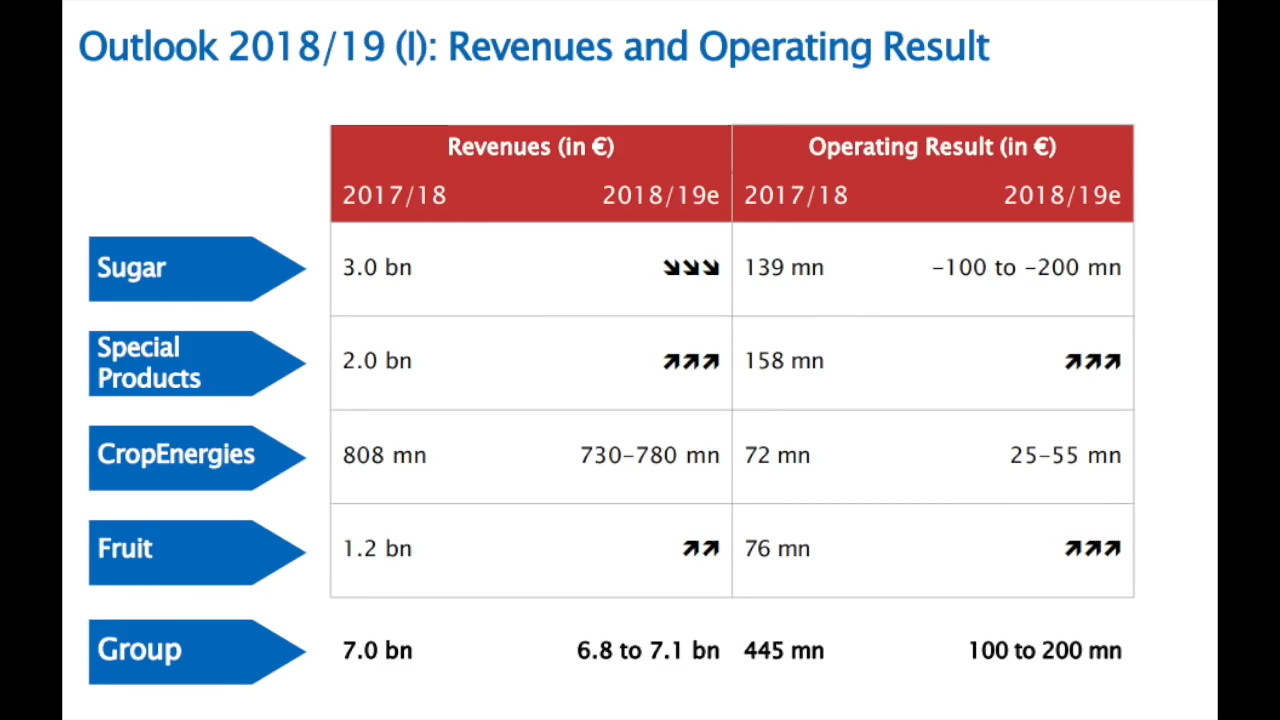 Outlook 2018/19 (I): Revenues and Operating Result
Revenues (in €) Operating Result (in €)
2017/18 2018/19e 2017/18 2018/19e
Sugar 3.0 bn ➘➘➘ 139 mn -100 to -200 mn
Special Products 2.0 bn ➚➚➚ 158 mn ➚➚➚
CropEnergies 808 mn 730-780 mn 72 mn 25-55 mn
Fruit 1.2 bn ➚➚ 76 mn ➚➚➚
Group 7.0 bn 6.8 to 7.1 bn 445 mn 100 to 200 mn